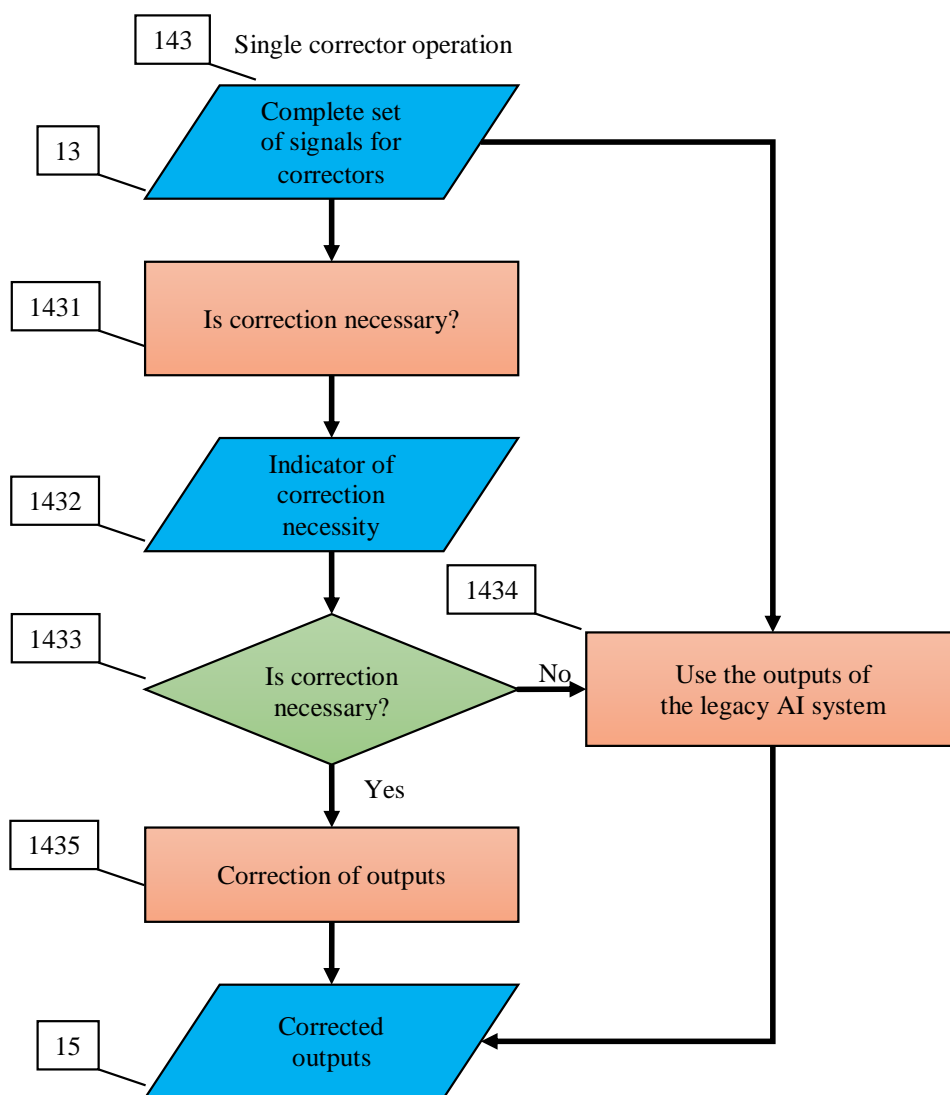 143
Single corrector operation
Complete set
of signals for
correctors
13
1431
Is correction necessary?
Indicator of
correction
necessity
1432
1434
1433
Is correction
necessary?
No
Use the outputs of
the legacy AI system
Yes
1435
Correction of outputs
Corrected
outputs
15